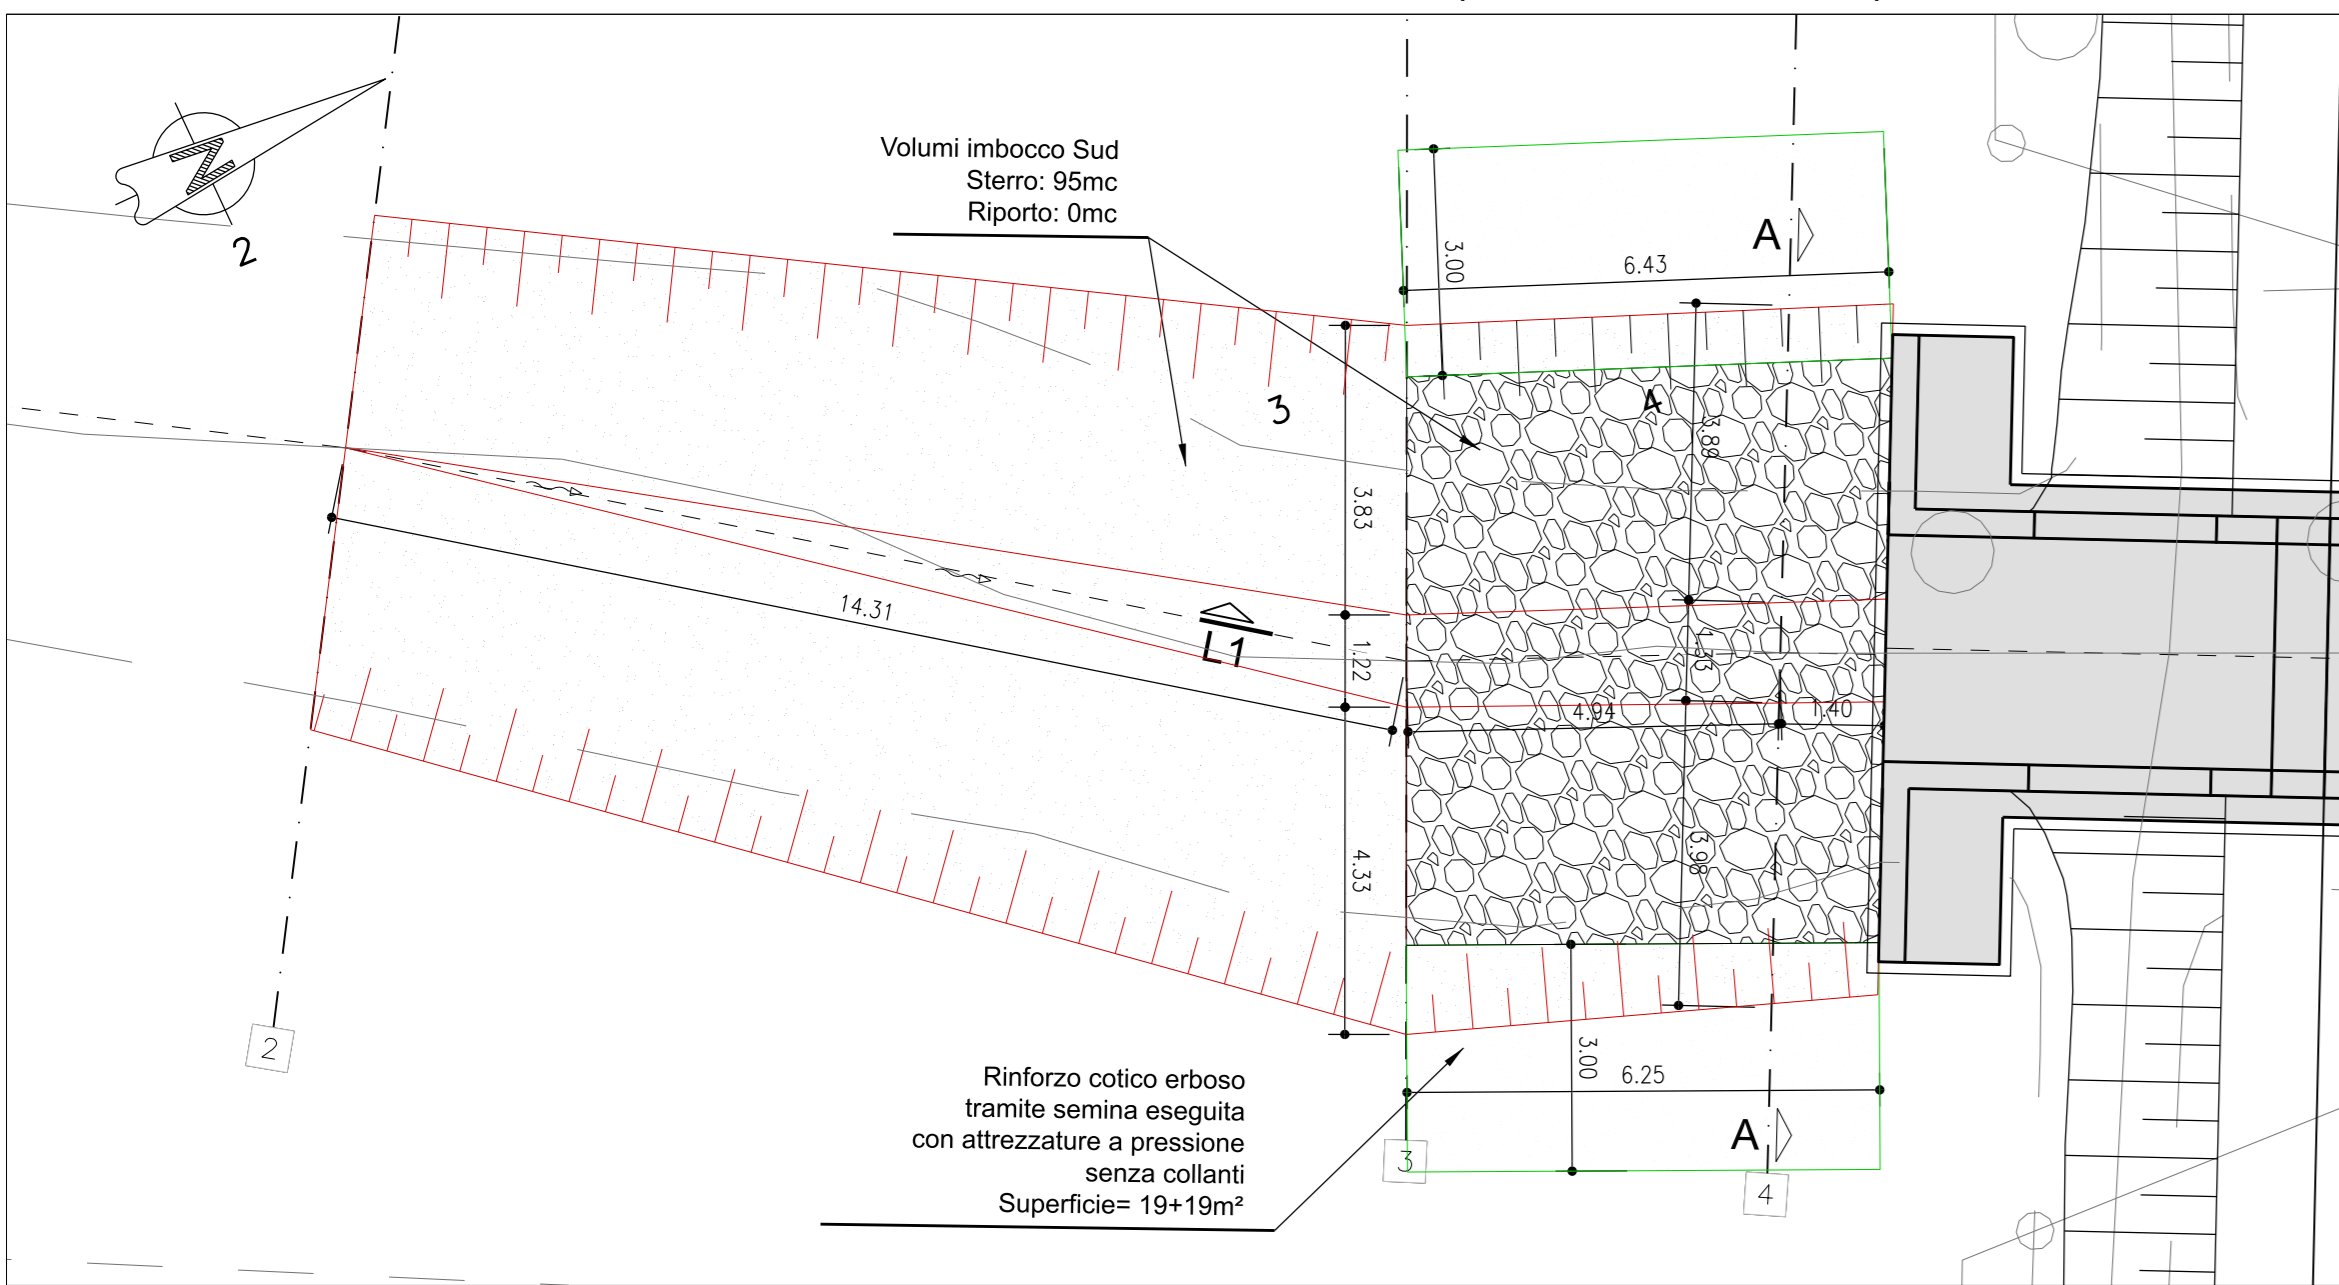 Volumi imbocco Sud
Sterro: 95mc
Riporto: 0mc
N
2
3
4
A
3.00
6.43
3.88
3.83
14.31
L1
1.22
1.33
4.94
1.40
4.33
3.98
3.00
6.25
A
2
3
4
Rinforzo cotico erboso
tramite semina eseguita
con attrezzature a pressione
senza collanti
Superficie= 19+19m²